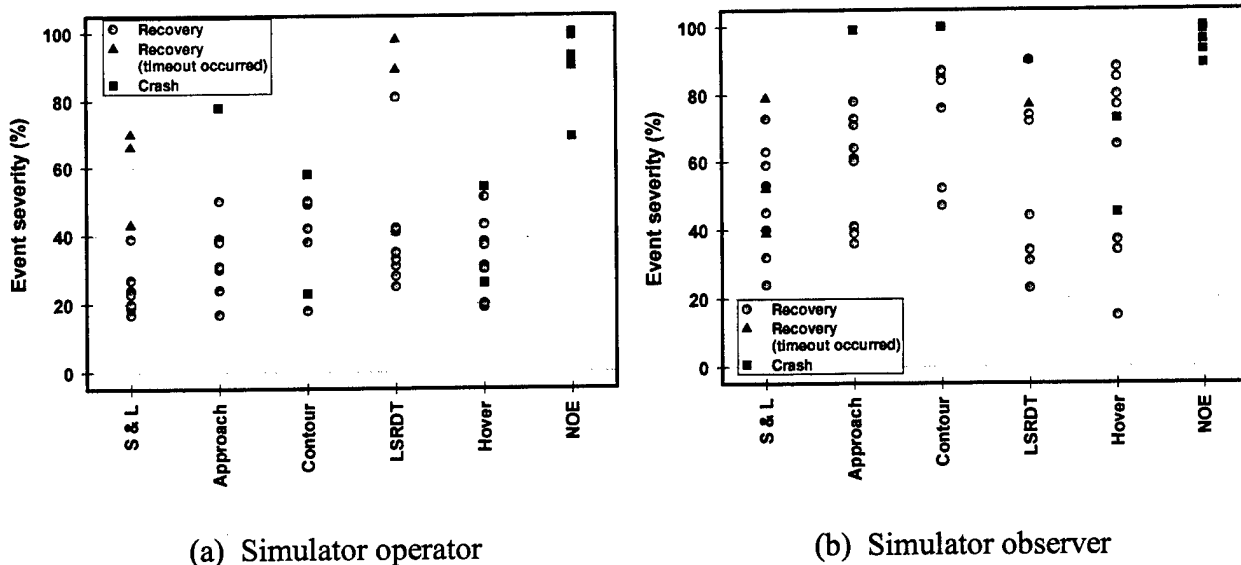 Event severity (%)
100
80
60
40
20
0
Recovery
Recovery
(timeout occurred)
Crash
S & L
Approach
Contour
LSRDT
Hover
NOE
(a) Simulator operator
Event severity (%)
100
80
60
40
20
0
Recovery
Recovery
(timeout occurred)
Crash
S & L
Approach
Contour
LSRDT
Hover
NOE
(b) Simulator observer